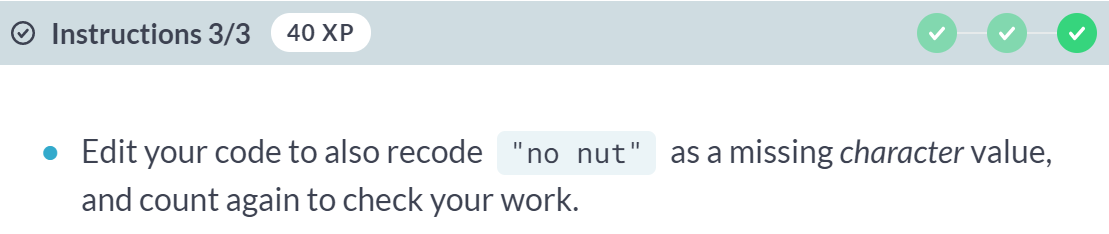 Instructions 3/3 40 XP
Edit your code to also recode "no nut" as a missing character value,
and count again to check your work.